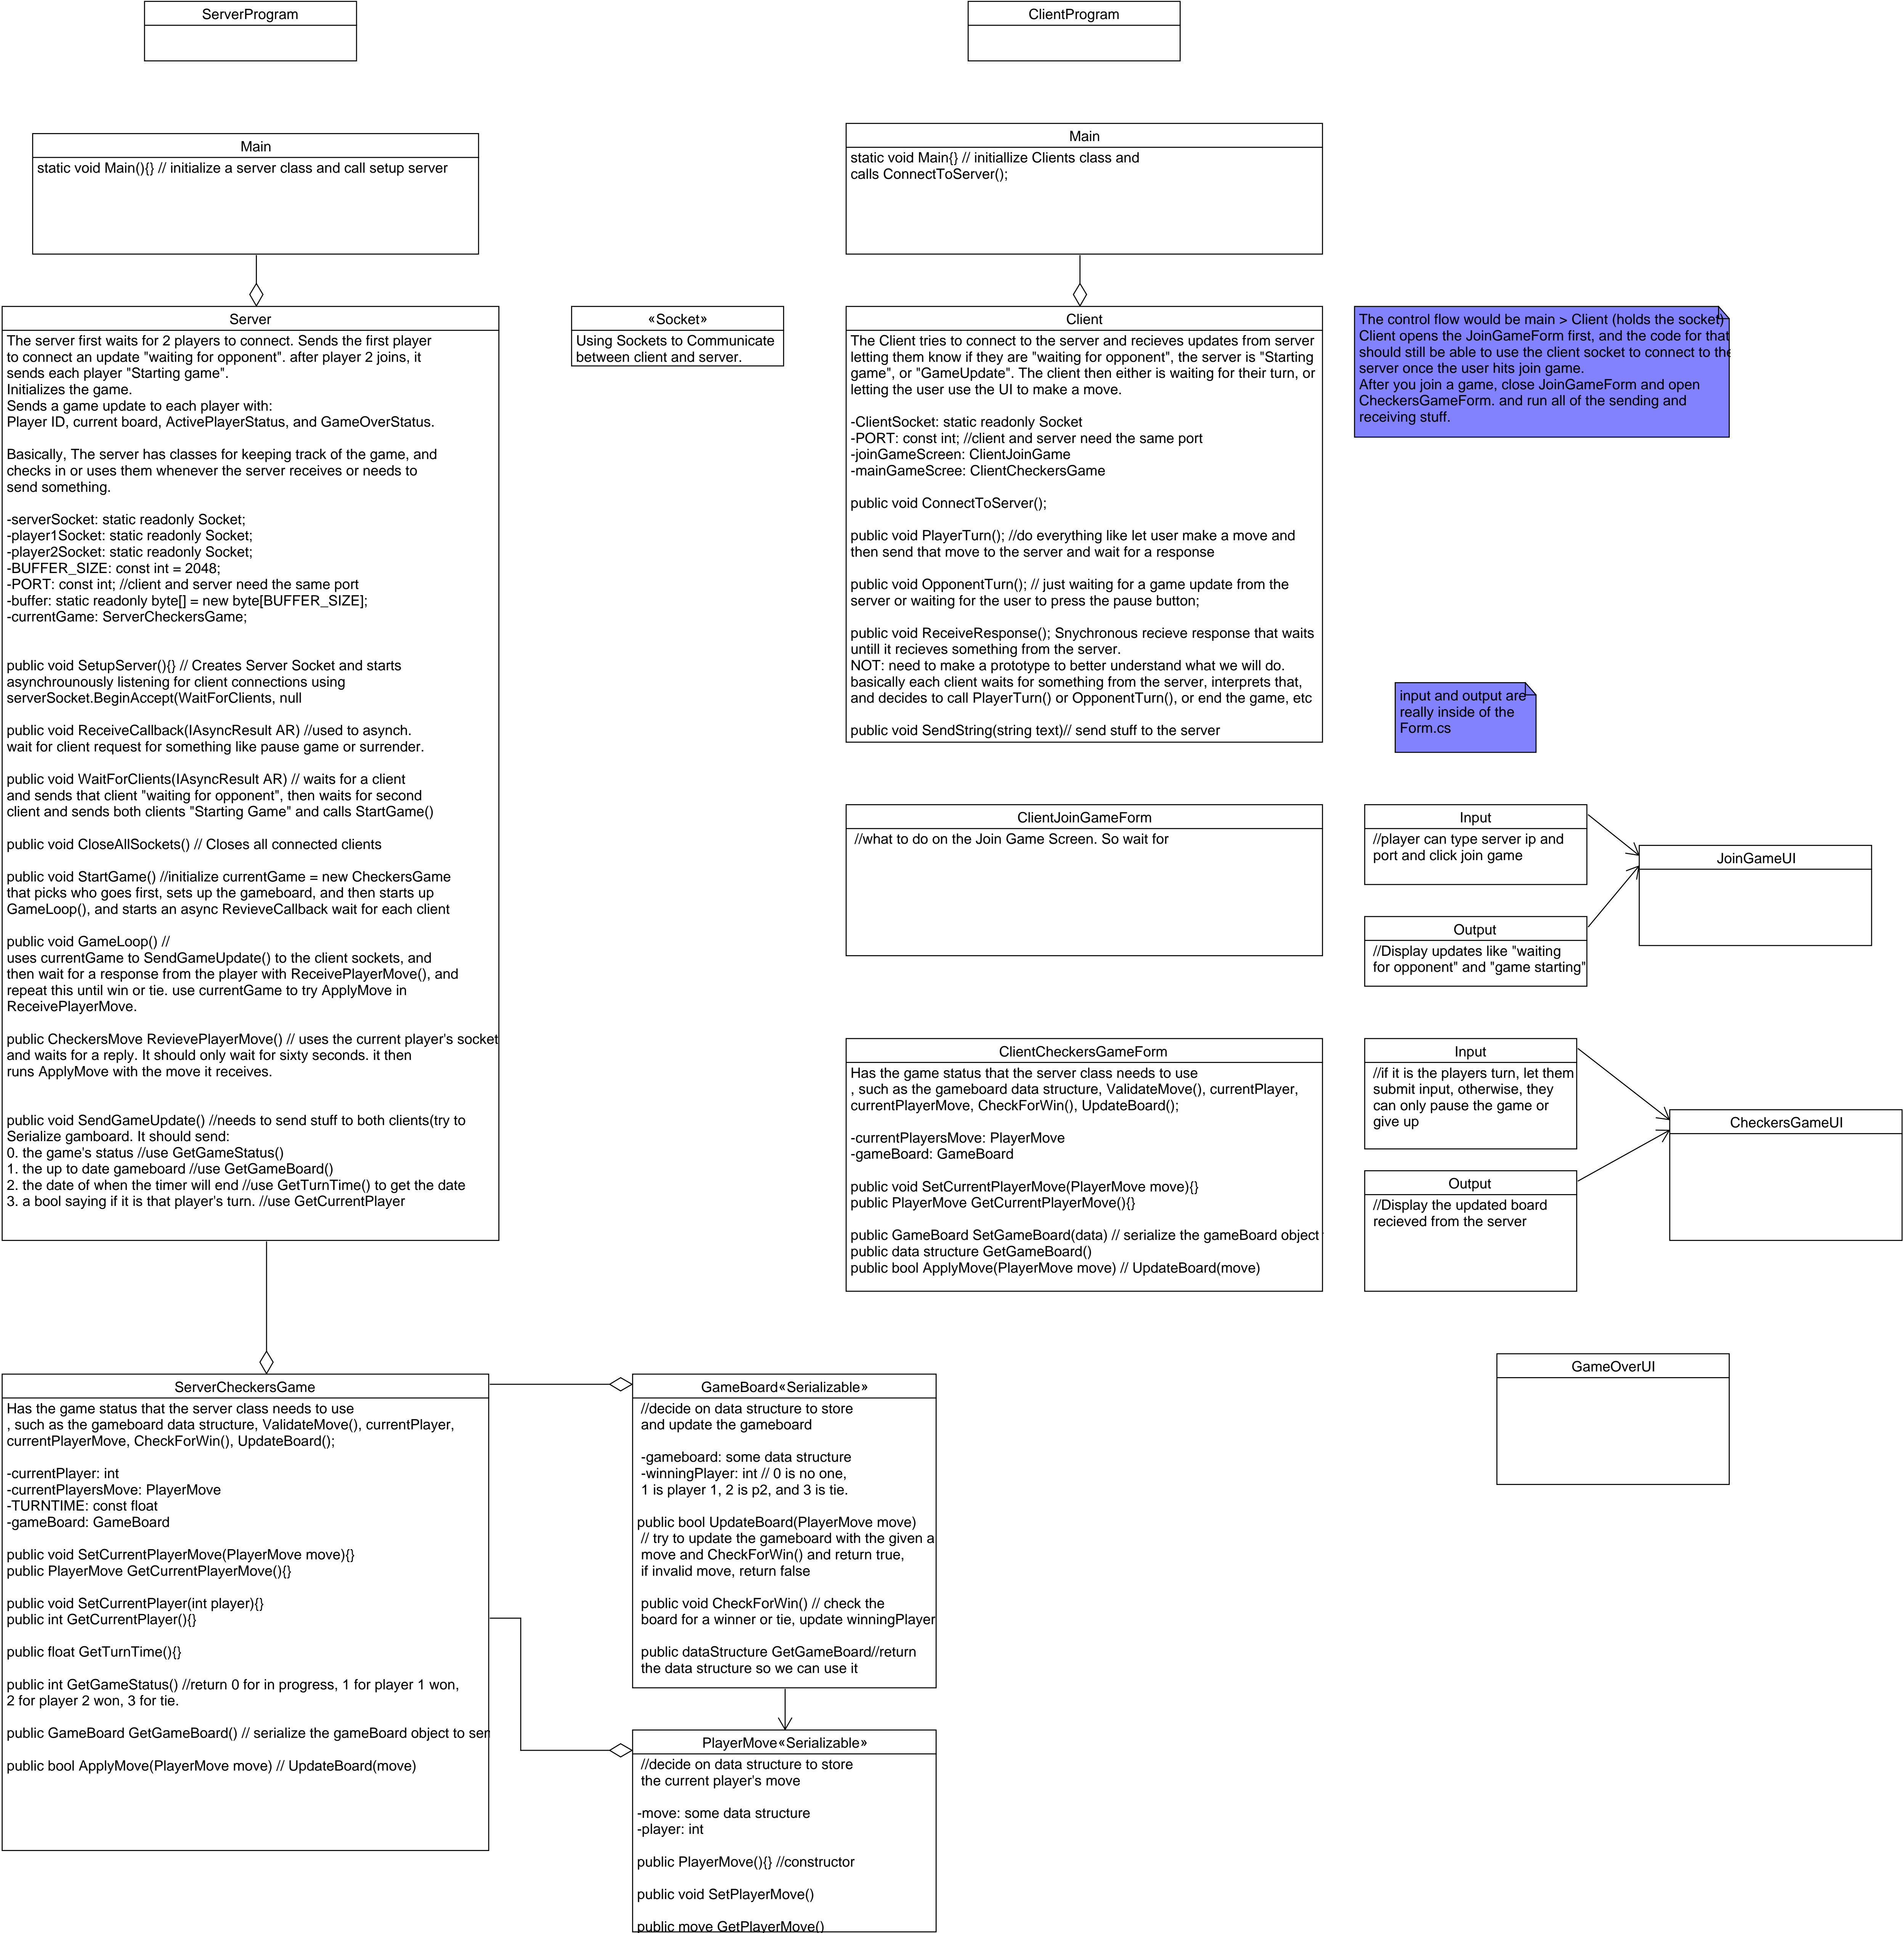 ServerProgram
ClientProgram
Main
static void Main(){} // initialize a server class and call setup server
Main
static void Main{} // initiallize Clients class and
calls ConnectToServer();
Server
The server first waits for 2 players to connect. Sends the first player
to connect an update "waiting for opponent". after player 2 joins, it
sends each player "Starting game".
Initializes the game.
Sends a game update to each player with:
Player ID, current board, ActivePlayerStatus, and GameOverStatus.
Basically, The server has classes for keeping track of the game, and
checks in or uses them whenever the server receives or needs to
send something.
-serverSocket: static readonly Socket;
-player1Socket: static readonly Socket;
-player2Socket: static readonly Socket;
-BUFFER_SIZE: const int = 2048;
-PORT: const int; //client and server need the same port
-buffer: static readonly byte[] = new byte[BUFFER_SIZE];
-currentGame: ServerCheckersGame;
public void SetupServer(){} // Creates Server Socket and starts
asynchrounously listening for client connections using
serverSocket.BeginAccept(WaitForClients, null
public void ReceiveCallback(IAsyncResult AR) //used to asynch.
wait for client request for something like pause game or surrender.
public void WaitForClients(IAsyncResult AR) // waits for a client
and sends that client "waiting for opponent", then waits for second
client and sends both clients "Starting Game" and calls StartGame()
public void CloseAllSockets() // Closes all connected clients
public void StartGame() //initialize currentGame = new CheckersGame
that picks who goes first, sets up the gameboard, and then starts up
GameLoop(), and starts an async RevieveCallback wait for each client
public void GameLoop() //
uses currentGame to SendGameUpdate() to the client sockets, and
then wait for a response from the player with ReceivePlayerMove(), and
repeat this until win or tie. use currentGame to try ApplyMove in
ReceivePlayerMove.
public CheckersMove RevievePlayerMove() // uses the current player's socket
and waits for a reply. It should only wait for sixty seconds. it then
runs ApplyMove with the move it receives.
public void SendGameUpdate() //needs to send stuff to both clients(try to
Serialize gamboard. It should send:
0. the game's status //use GetGameStatus()
1. the up to date gameboard //use GetGameBoard()
2. the date of when the timer will end //use GetTurnTime() to get the date
3. a bool saying if it is that player's turn. //use GetCurrentPlayer
«Socket»
Using Sockets to Communicate
between client and server.
Client
The Client tries to connect to the server and recieves updates from server
letting them know if they are "waiting for opponent", the server is "Starting
game", or "GameUpdate". The client then either is waiting for their turn, or
letting the user use the UI to make a move.
-ClientSocket: static readonly Socket
-PORT: const int; //client and server need the same port
-joinGameScreen: ClientJoinGame
-mainGameScree: ClientCheckersGame
public void ConnectToServer();
public void PlayerTurn(); //do everything like let user make a move and
then send that move to the server and wait for a response
public void OpponentTurn(); // just waiting for a game update from the
server or waiting for the user to press the pause button;
public void ReceiveResponse(); Snychronous recieve response that waits
untill it recieves something from the server.
NOT: need to make a prototype to better understand what we will do.
basically each client waits for something from the server, interprets that,
and decides to call PlayerTurn() or OpponentTurn(), or end the game, etc
public void SendString(string text)// send stuff to the server
The control flow would be main > Client (holds the socket)
Client opens the JoinGameForm first, and the code for that
should still be able to use the client socket to connect to the
server once the user hits join game.
After you join a game, close JoinGameForm and open
CheckersGameForm. and run all of the sending and
receiving stuff.
input and output are
really inside of the
Form.cs
ClientJoinGameForm
//what to do on the Join Game Screen. So wait for
Input
//player can type server ip and
port and click join game
Output
//Display updates like "waiting
for opponent" and "game starting"
JoinGameUI
ClientCheckersGameForm
Has the game status that the server class needs to use
, such as the gameboard data structure, ValidateMove(), currentPlayer,
currentPlayerMove, CheckForWin(), UpdateBoard();
-currentPlayersMove: PlayerMove
-gameBoard: GameBoard
public void SetCurrentPlayerMove(PlayerMove move){}
public PlayerMove GetCurrentPlayerMove(){}
public GameBoard SetGameBoard(data) // serialize the gameBoard object
public data structure GetGameBoard()
public bool ApplyMove(PlayerMove move) // UpdateBoard(move)
Input
//if it is the players turn, let them
submit input, otherwise, they
can only pause the game or
give up
Output
//Display the updated board
recieved from the server
CheckersGameUI
GameOverUI
ServerCheckersGame
Has the game status that the server class needs to use
, such as the gameboard data structure, ValidateMove(), currentPlayer,
currentPlayerMove, CheckForWin(), UpdateBoard();
-currentPlayer: int
-currentPlayersMove: PlayerMove
-TURNTIME: const float
-gameBoard: GameBoard
public void SetCurrentPlayerMove(PlayerMove move){}
public PlayerMove GetCurrentPlayerMove(){}
public void SetCurrentPlayer(int player){}
public int GetCurrentPlayer(){}
public float GetTurnTime(){}
public int GetGameStatus() //return 0 for in progress, 1 for player 1 won,
2 for player 2 won, 3 for tie.
public GameBoard GetGameBoard() // serialize the gameBoard object to
public bool ApplyMove(PlayerMove move) // UpdateBoard(move)
GameBoard«Serializable»
//decide on data structure to store
and update the gameboard
-gameboard: some data structure
-winningPlayer: int // 0 is no one,
1 is player 1, 2 is p2, and 3 is tie.
public bool UpdateBoard(PlayerMove move)
// try to update the gameboard with the given a
move and CheckForWin() and return true,
if invalid move, return false
public void CheckForWin() // check the
board for a winner or tie, update winningPlayer
public dataStructure GetGameBoard//return
the data structure so we can use it
PlayerMove«Serializable»
//decide on data structure to store
the current player's move
-move: some data structure
-player: int
public PlayerMove(){} //constructor
public void SetPlayerMove()
public move GetPlayerMove()